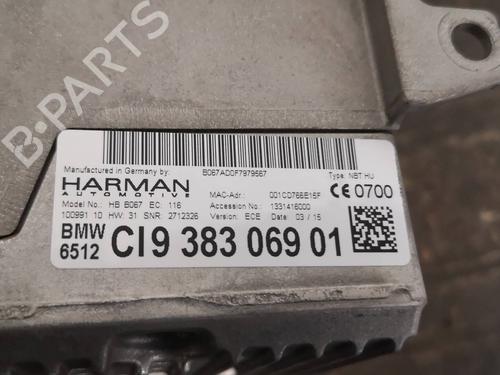 B-PARTS
Manufactured in Germany by:
B067AD0F7979567
HARMAN
AUTOMOTIVE
MAC-Adr.: 001CD766E15F
Type: NBT HU
CE 0700
Model: HB B067 EC: 116
Accession No.: 1331416000
100991 10 HW: 31 SNR: 2712326
Version: ECE Date: 03 / 15
BMW
6512
CI9 383 069 01